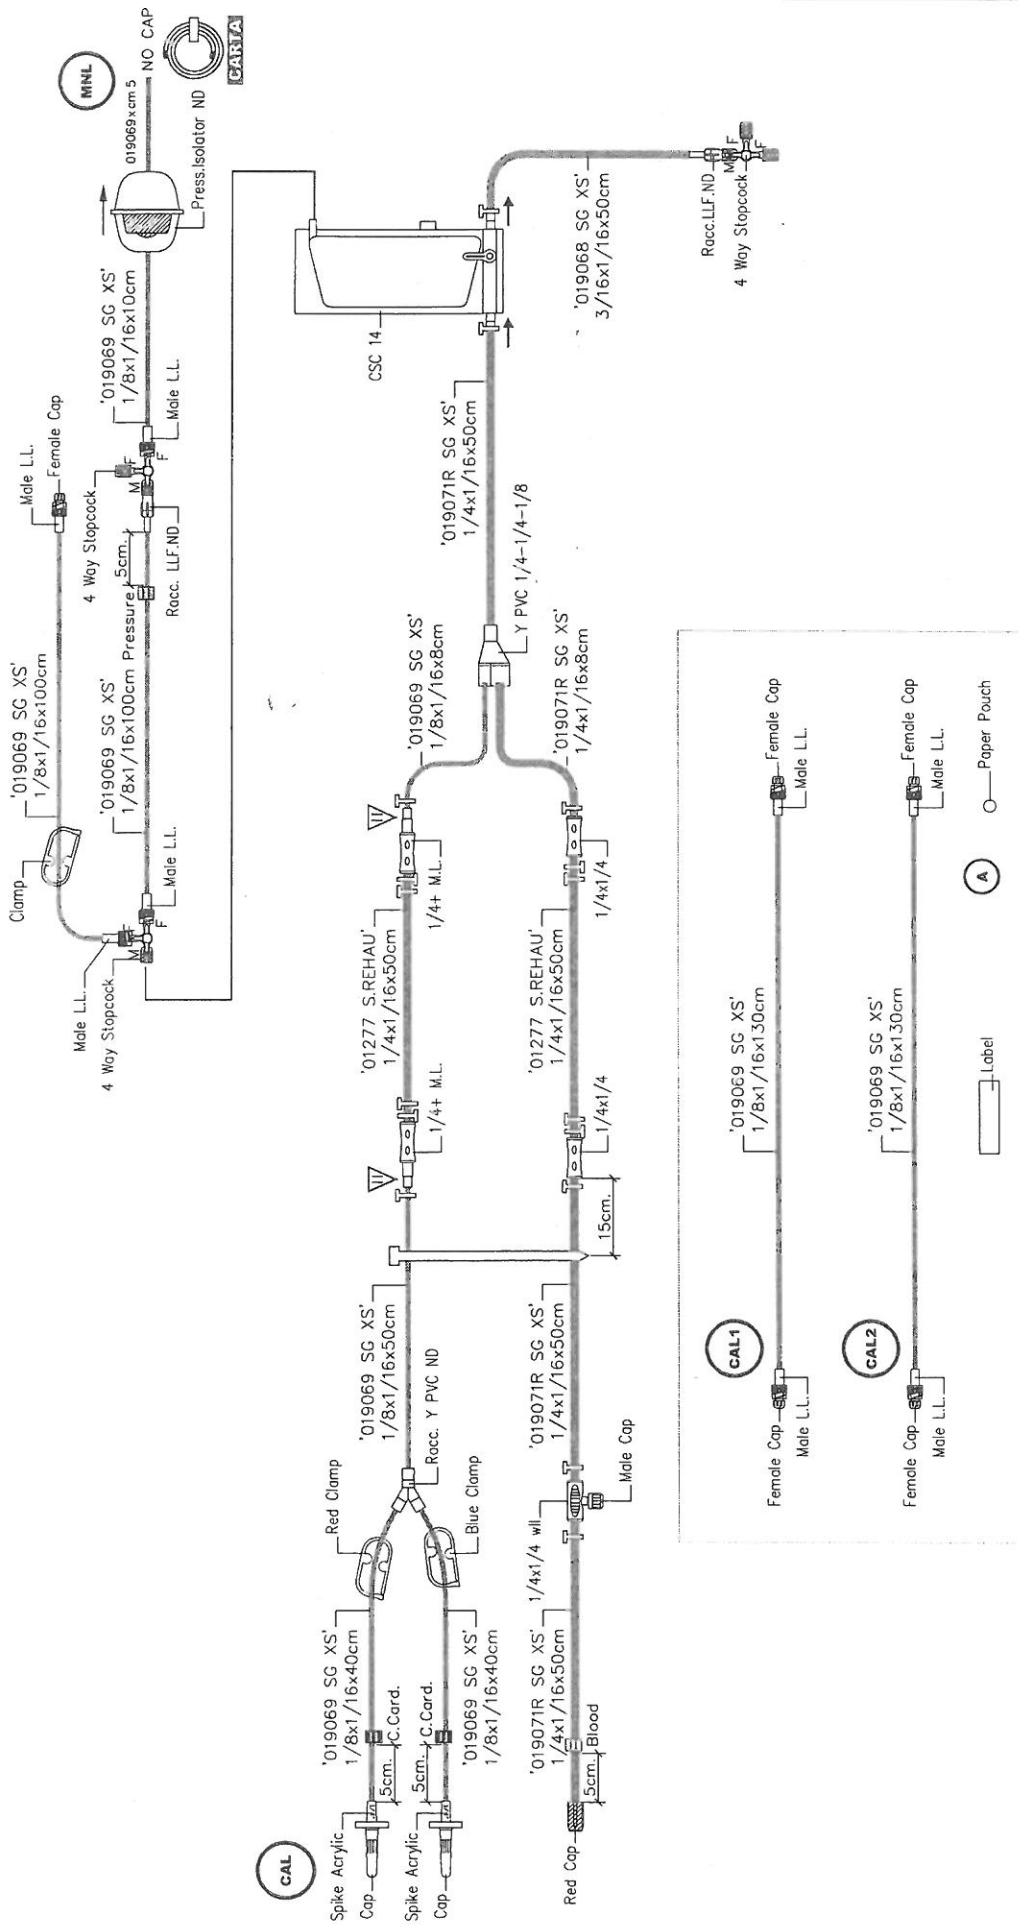 MNL
019069xcm 5
NO CAP
CARTA
Press.Isolator ND
'019069 SG XS'
1/8x1/16x10cm
Male L.L.
Male L.L.
Female Cap
4 Way Stopcock
F
M
F
5cm.
Racc. LLF.ND
'019069 SG XS'
1/8x1/16x100cm
'019069 SG XS'
1/8x1/16x100cm Pressure
Clamp
Male L.L.
Male L.L.
F
F
M
4 Way Stopcock
CSC 14
'019068 SG XS'
3/16x1/16x50cm
Racc.LLF.ND
M
F
F
4 Way Stopcock
'019071R SG XS'
1/4x1/16x50cm
Y PVC 1/4-1/4-1/8
'019069 SG XS'
1/8x1/16x8cm
'019071R SG XS'
1/4x1/16x8cm
1/4+ M.L.
1/4x1/4
'01277 S.REHAU'
1/4x1/16x50cm
'01277 S.REHAU'
1/4x1/16x50cm
1/4+ M.L.
1/4x1/4
15cm.
'019069 SG XS'
1/8x1/16x50cm
'019071R SG XS'
1/4x1/16x50cm
Racc. Y PVC ND
Red Clamp
Blue Clamp
1/4x1/4 wll
Male Cap
'019069 SG XS'
1/8x1/16x40cm
'019069 SG XS'
1/8x1/16x40cm
'019071R SG XS'
1/4x1/16x50cm
C.Card.
C.Card.
Blood
5cm.
5cm.
5cm.
CAL
Spike Acrylic
Cap
Spike Acrylic
Cap
Red Cap
CAL1
'019069 SG XS'
1/8x1/16x130cm
Female Cap
Male L.L.
Female Cap
Male L.L.
CAL2
'019069 SG XS'
1/8x1/16x130cm
Female Cap
Male L.L.
Female Cap
Male L.L.
Label
A
Paper Pouch